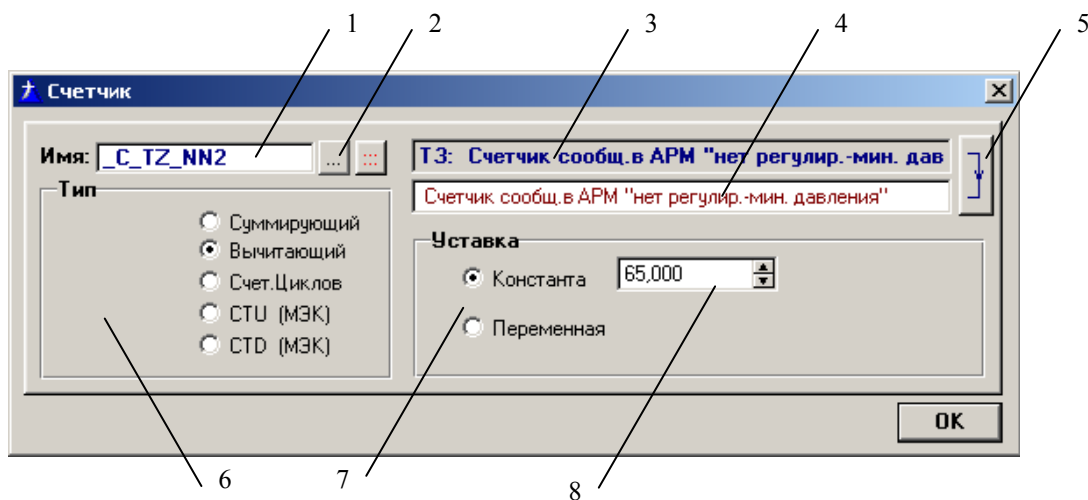 1 2 3 4 5
Счетчик
Имя: _C_TZ_NN2 ... :::
ТЗ: Счетчик сообщ.в АРМ "нет регулир.-мин. дав
Счетчик сообщ.в АРМ "нет регулир.-мин. давления"
Тип
Суммирующий
Вычитающий
Счет.Циклов
CTU (МЭК)
CTD (МЭК)
Уставка
Константа 65,000
Переменная
OK
6 7 8